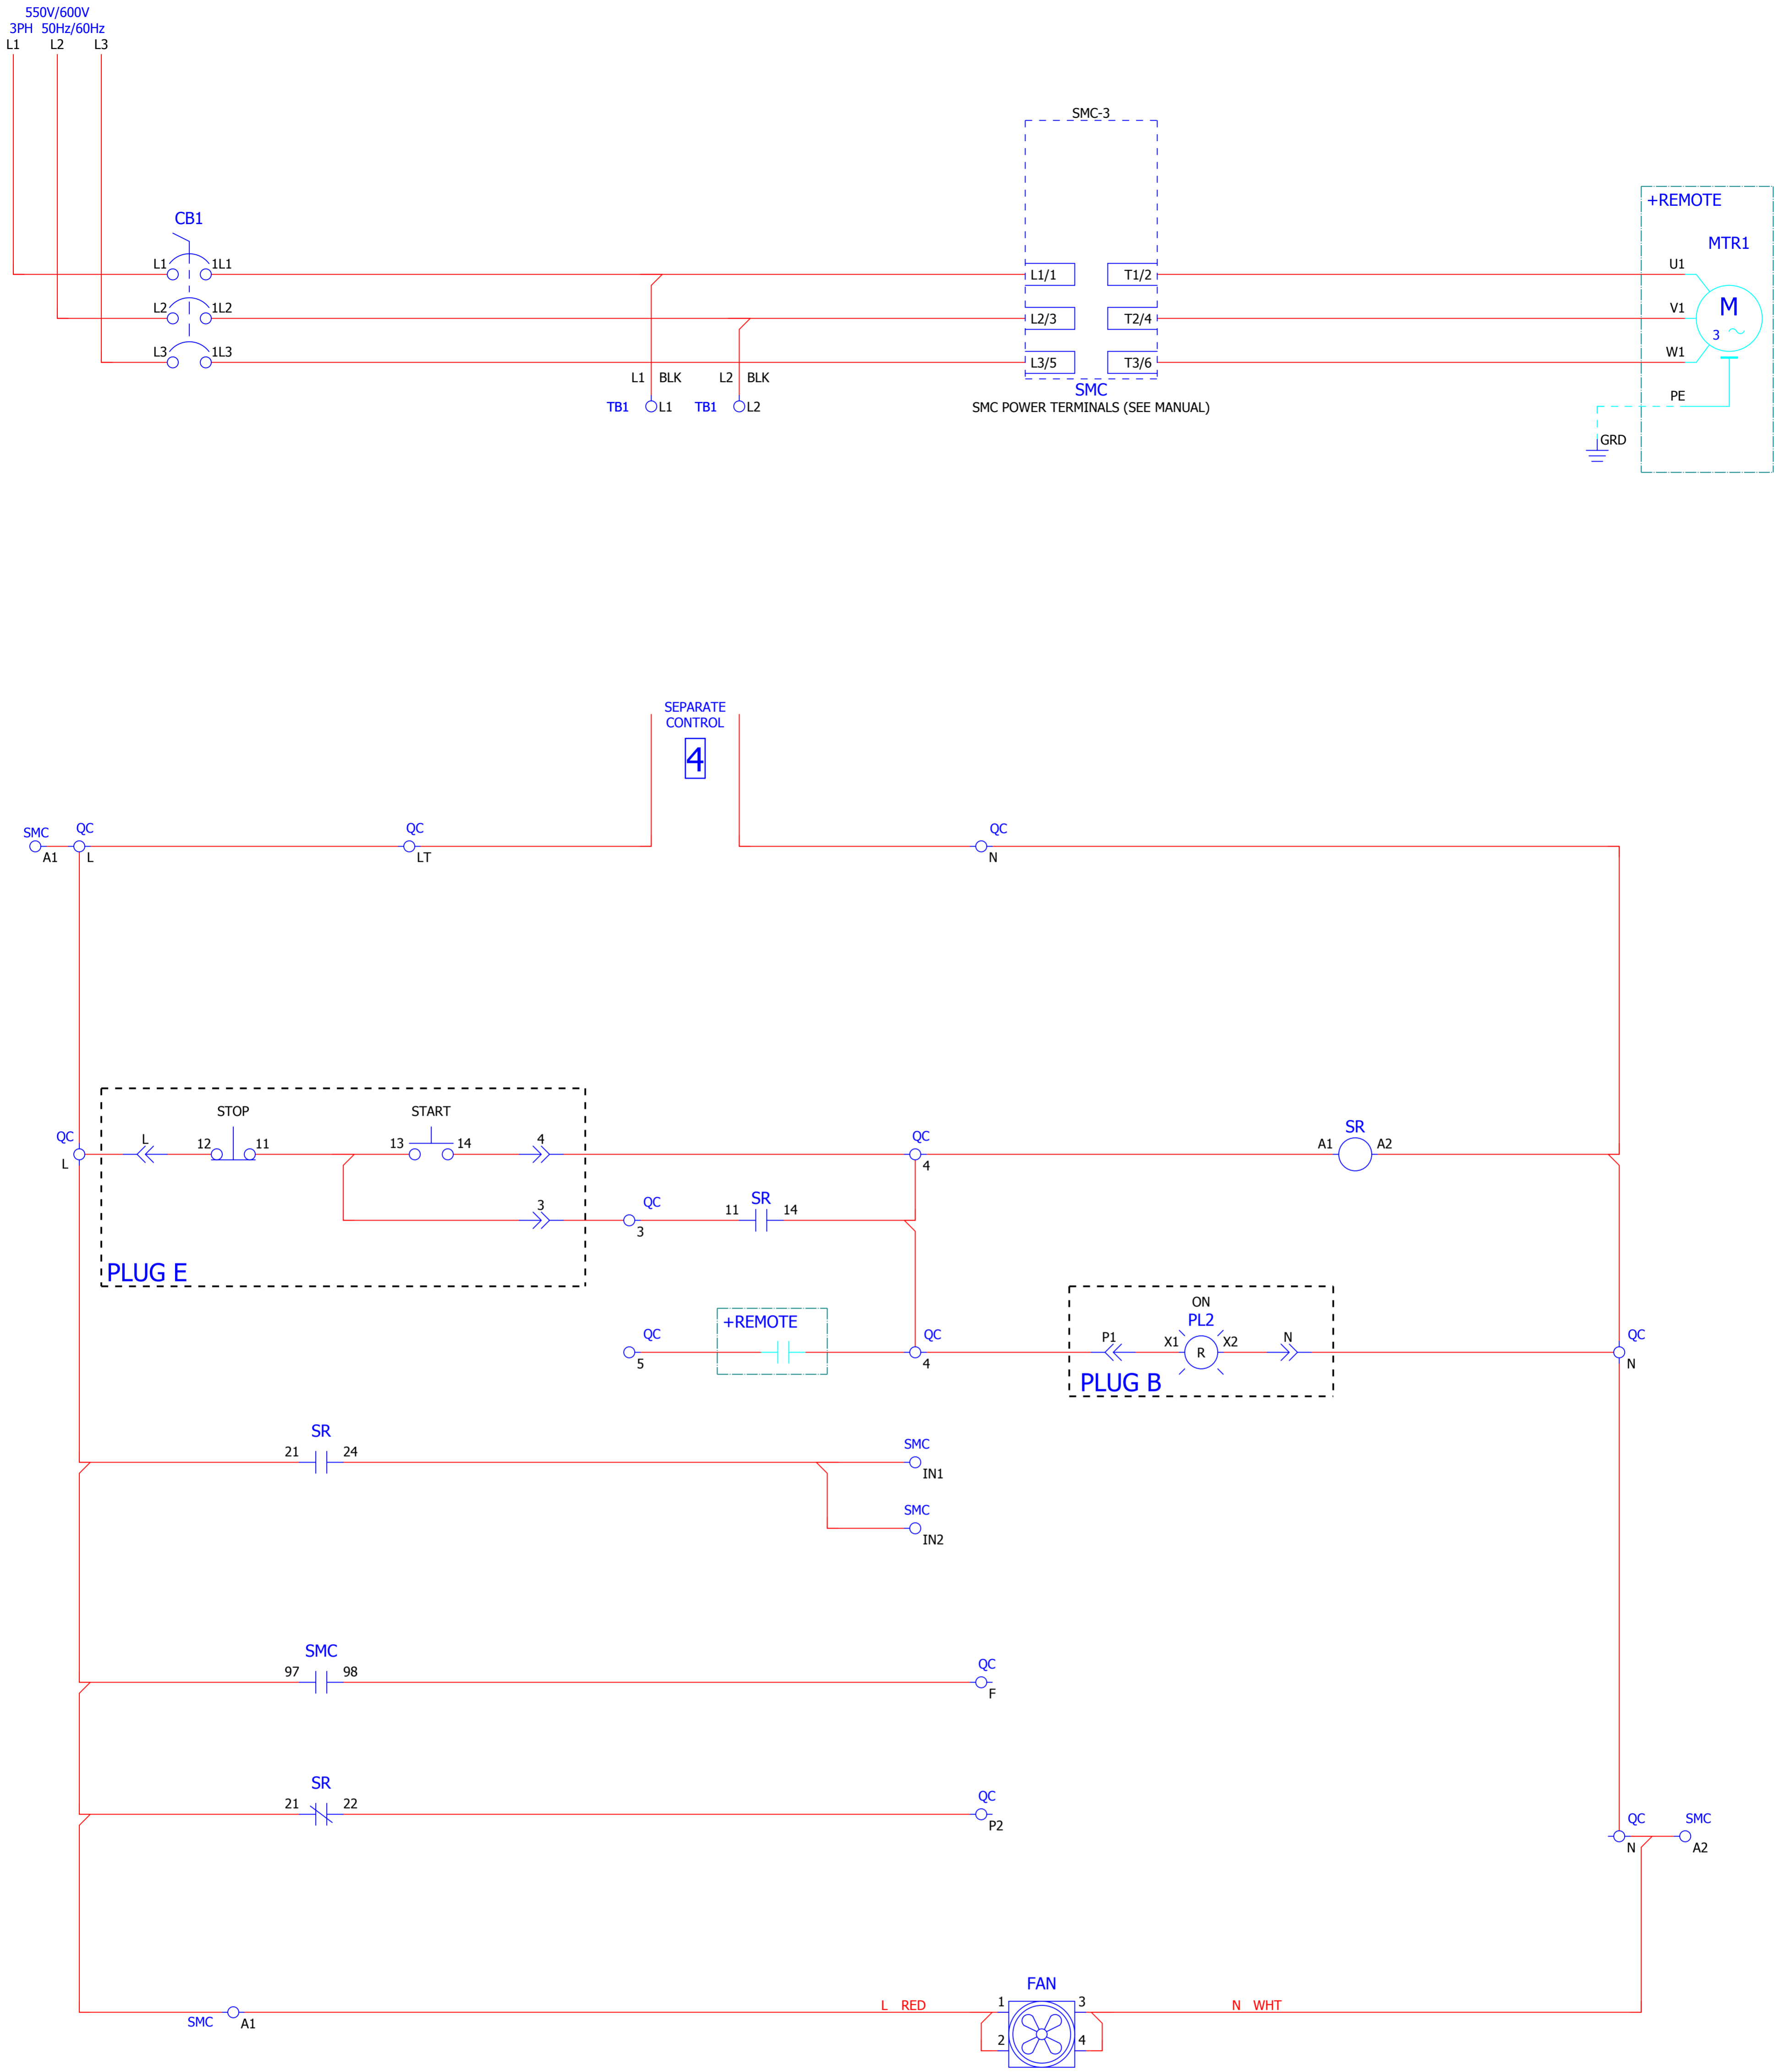 550V/600V
3PH 50Hz/60Hz
L1 L2 L3
SMC-3
+REMOTE
CB1
MTR1
L1 1L1
L1/1 T1/2
U1
L2 1L2
L2/3 T2/4
V1
M
3
L3 1L3
L3/5 T3/6
W1
L1 BLK
L2 BLK
SMC
PE
TB1 L1
TB1 L2
SMC POWER TERMINALS (SEE MANUAL)
GRD
SEPARATE
CONTROL
4
SMC
A1
QC
L
QC
LT
QC
N
STOP
START
QC
L
L
12 11
13 14
4
QC
4
SR
A1 A2
3
QC
3
SR
11 14
PLUG E
+REMOTE
QC
5
QC
4
ON
PL2
P1
X1 X2
R
N
PLUG B
QC
N
SR
21 24
SMC
IN1
SMC
IN2
SMC
97 98
QC
F
SR
21 22
QC
P2
QC
N
SMC
A2
FAN
SMC
A1
L RED
1 3
2 4
N WHT